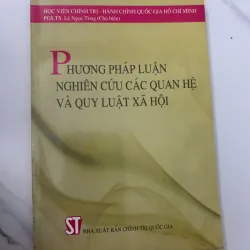 HỌC VIỆN CHÍNH TRỊ - HÀNH CHÍNH QUỐC GIA HỒ CHÍ MINH
PGS.TS. Lê Ngọc Tòng (Chủ biên)
PHƯƠNG PHÁP LUẬN
NGHIÊN CỨU CÁC QUAN HỆ
VÀ QUY LUẬT XÃ HỘI
ST NHÀ XUẤT BẢN CHÍNH TRỊ QUỐC GIA